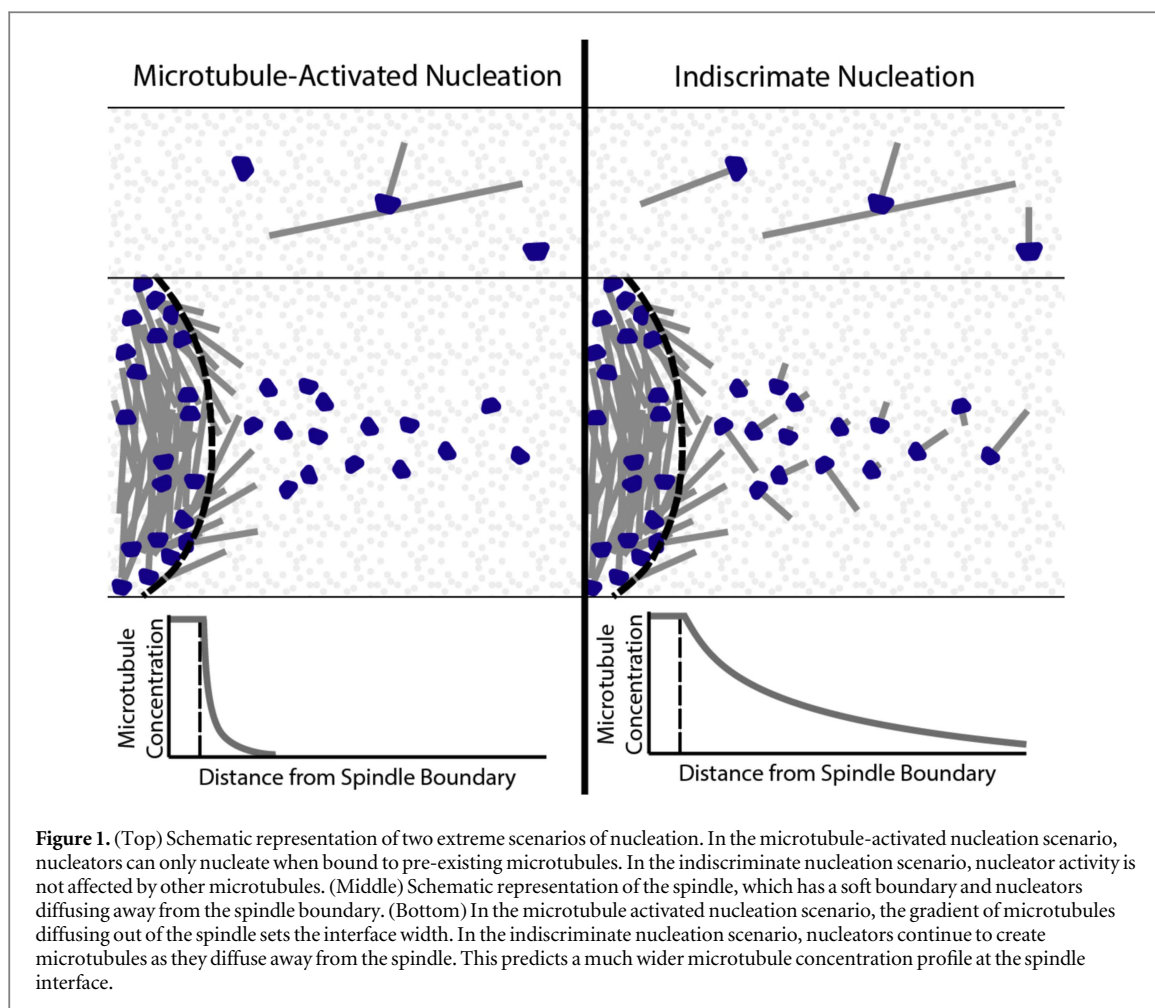 Microtubule-Activated Nucleation
Indiscrimate Nucleation
Microtubule
Concentration
Distance from Spindle Boundary
Microtubule
Concentration
Distance from Spindle Boundary
Figure 1. (Top) Schematic representation of two extreme scenarios of nucleation. In the microtubule-activated nucleation scenario,
nucleators can only nucleate when bound to pre-existing microtubules. In the indiscriminate nucleation scenario, nucleator activity is
not affected by other microtubules. (Middle) Schematic representation of the spindle, which has a soft boundary and nucleators
diffusing away from the spindle boundary. (Bottom) In the microtubule activated nucleation scenario, the gradient of microtubules
diffusing out of the spindle sets the interface width. In the indiscriminate nucleation scenario, nucleators continue to create
microtubules as they diffuse away from the spindle. This predicts a much wider microtubule concentration profile at the spindle
interface.